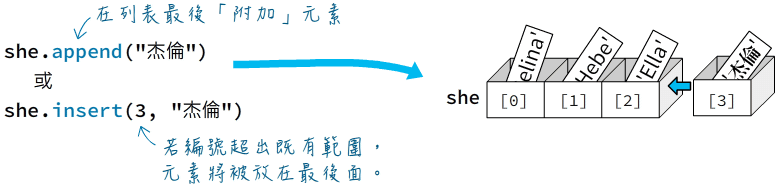 在列表最後「附加」元素
she.append("杰倫")
或
she.insert(3, "杰倫")
若編號超出既有範圍，
元素將被放在最後面。
she
elina'
Hebe'
'Ella'
'杰倫'
[0] [1] [2] [3]